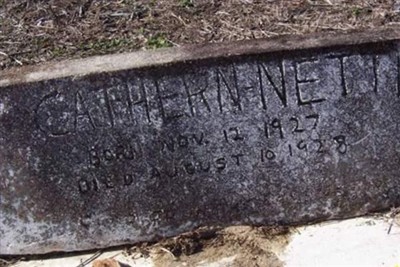 CATHERN-NETTI
BORN NOV. 12 1927
DIED AUGUST 10 1928